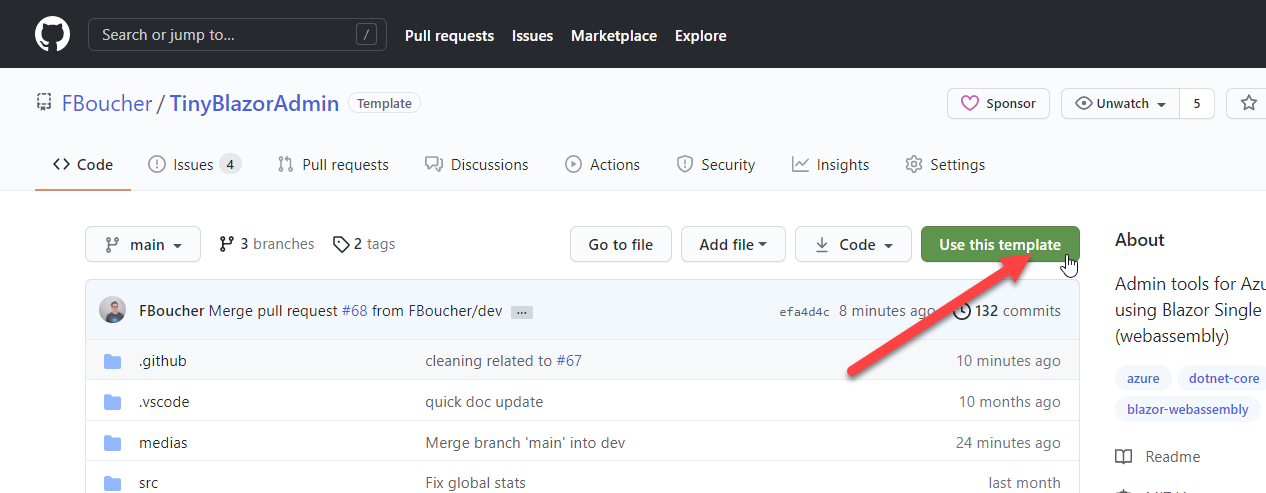 Search or jump to... / Pull requests Issues Marketplace Explore
FBoucher / TinyBlazorAdmin Template Sponsor Unwatch 5
Code Issues 4 Pull requests Discussions Actions Security Insights Settings
main 3 branches 2 tags Go to file Add file Code Use this template
About
FBoucher Merge pull request #68 from FBoucher/dev ... efa4d4c 8 minutes ago 132 commits
Admin tools for Azu
using Blazor Single
(webassembly)
.github cleaning related to #67 10 minutes ago
azure dotnet-core
.vscode quick doc update 10 months ago
blazor-webassembly
medias Merge branch 'main' into dev 24 minutes ago
Readme
src Fix global stats last month